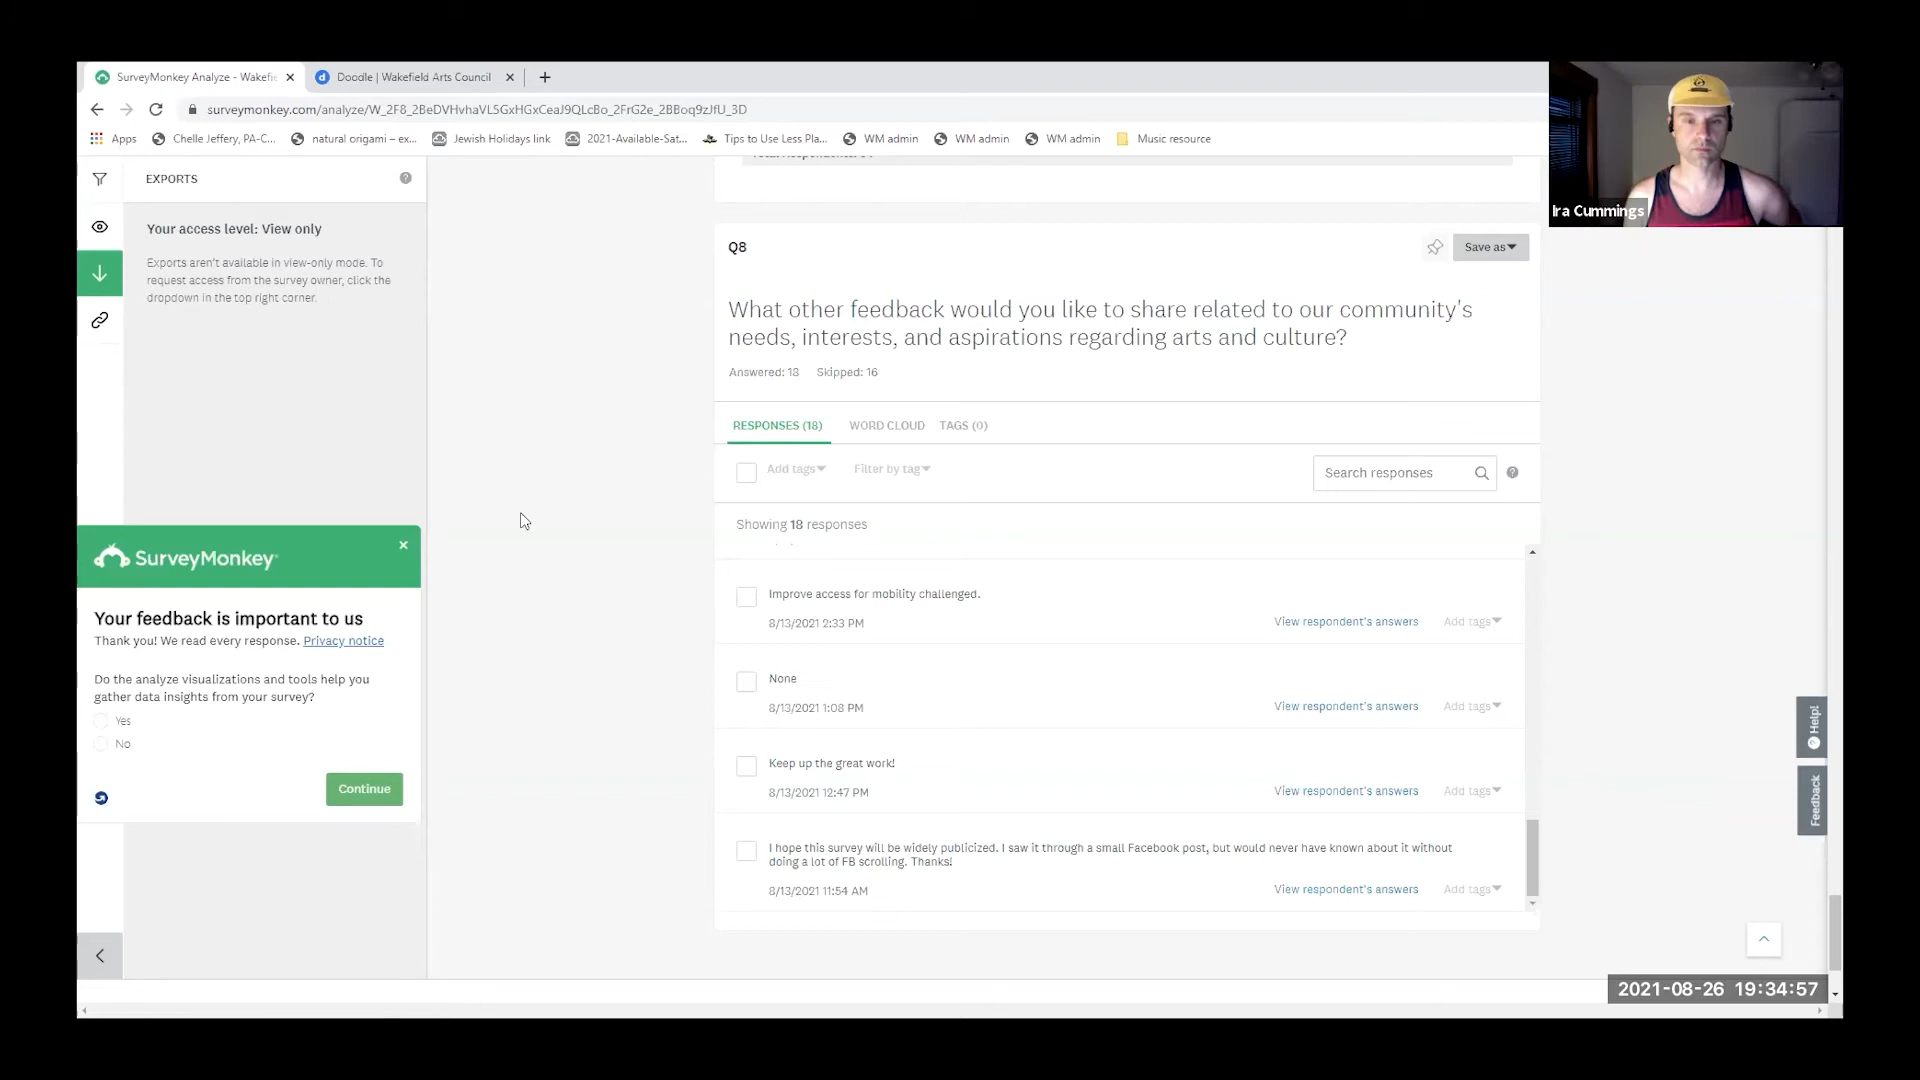 SurveyMonkey Analyze - Wakefie
Doodle | Wakefield Arts Council
surveymonkey.com/analyze/W_2F8_2BeDVHvhaVL5GxHGxCeaJ9QLcBo_2FrG2e_2BBoq9zJfU_3D
Apps
Chelle Jeffery, PA-C...
natural origami – ex...
Jewish Holidays link
2021-Available-Sat...
Tips to Use Less Pla...
WM admin
WM admin
WM admin
Music resource
Ira Cummings
EXPORTS
Your access level: View only
Exports aren't available in view-only mode. To
request access from the survey owner, click the
dropdown in the top right corner.
Q8
Save as
What other feedback would you like to share related to our community's
needs, interests, and aspirations regarding arts and culture?
Answered: 18 Skipped: 16
RESPONSES (18) WORD CLOUD TAGS (0)
Add tags Filter by tag
Search responses
Showing 18 responses
Improve access for mobility challenged.
8/13/2021 2:33 PM
View respondent's answers Add tags
None
8/13/2021 1:08 PM
View respondent's answers Add tags
Keep up the great work!
8/13/2021 12:47 PM
View respondent's answers Add tags
I hope this survey will be widely publicized. I saw it through a small Facebook post, but would never have known about it without
doing a lot of FB scrolling. Thanks!
8/13/2021 11:54 AM
View respondent's answers Add tags
SurveyMonkey
Your feedback is important to us
Thank you! We read every response. Privacy notice
Do the analyze visualizations and tools help you
gather data insights from your survey?
Yes
No
Continue
Help!
Feedback
2021-08-26 19:34:57